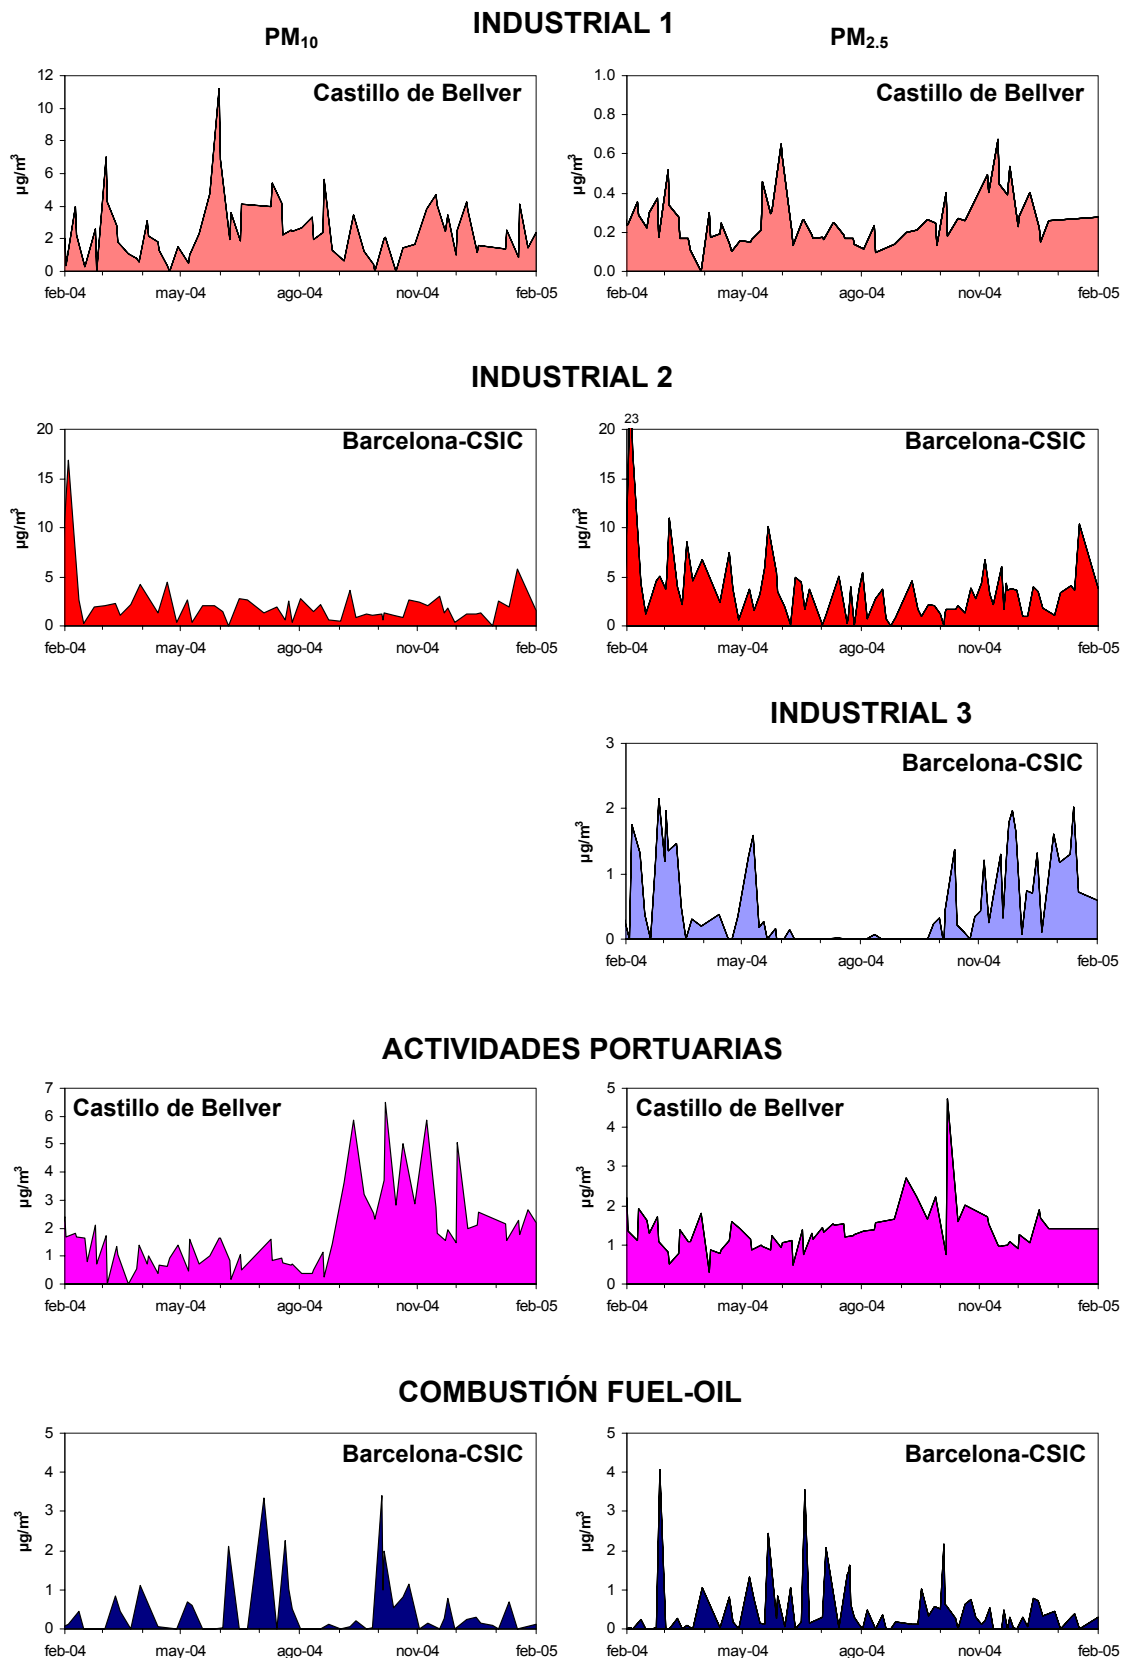 INDUSTRIAL 1
PM10 PM2.5
Castillo de Bellver
µg/m³
12
10
8
6
4
2
0
feb-04 may-04 ago-04 nov-04 feb-05
Castillo de Bellver
µg/m³
1.0
0.8
0.6
0.4
0.2
0.0
feb-04 may-04 ago-04 nov-04 feb-05
INDUSTRIAL 2
Barcelona-CSIC
µg/m³
20
15
10
5
0
feb-04 may-04 ago-04 nov-04 feb-05
23
Barcelona-CSIC
µg/m³
20
15
10
5
0
feb-04 may-04 ago-04 nov-04 feb-05
INDUSTRIAL 3
Barcelona-CSIC
µg/m³
3
2
1
0
feb-04 may-04 ago-04 nov-04 feb-05
ACTIVIDADES PORTUARIAS
Castillo de Bellver
µg/m³
7
6
5
4
3
2
1
0
feb-04 may-04 ago-04 nov-04 feb-05
Castillo de Bellver
µg/m³
5
4
3
2
1
0
feb-04 may-04 ago-04 nov-04 feb-05
COMBUSTIÓN FUEL-OIL
Barcelona-CSIC
µg/m³
5
4
3
2
1
0
feb-04 may-04 ago-04 nov-04 feb-05
Barcelona-CSIC
µg/m³
5
4
3
2
1
0
feb-04 may-04 ago-04 nov-04 feb-05